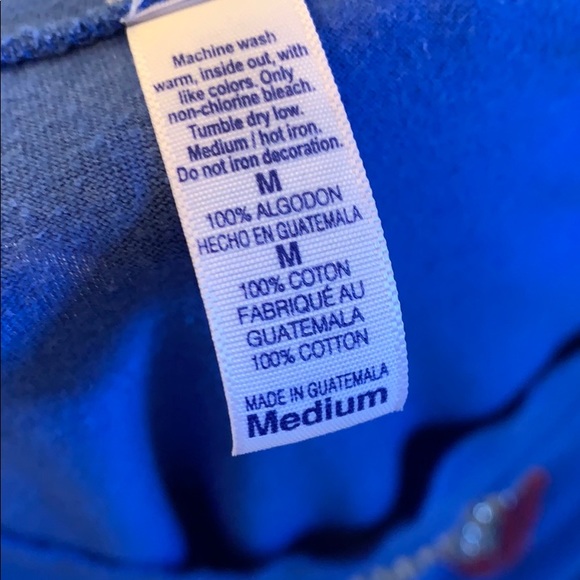 Machine wash
warm, inside out, with
like colors. Only
non-chlorine bleach.
Tumble dry low.
Medium / hot iron.
Do not iron decoration.
M
100% ALGODON
HECHO EN GUATEMALA
M
100% COTON
FABRIQUÉ AU
GUATEMALA
100% COTTON
MADE IN GUATEMALA
Medium